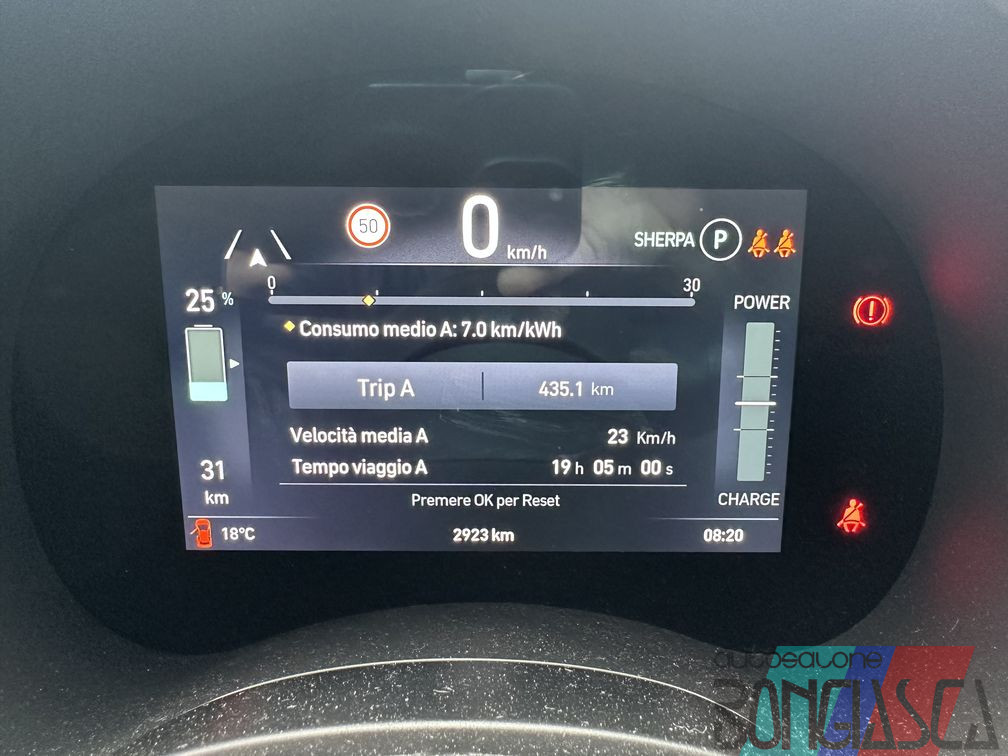 50
0 km/h
SHERPA P
25 %
0 30
POWER
Consumo medio A: 7.0 km/kWh
Trip A 435.1 km
Velocità media A 23 Km/h
31
km
Tempo viaggio A 19 h 05 m 00 s
Premere OK per Reset
CHARGE
18°C
2923 km
08:20
autosalone
BONGIASCA